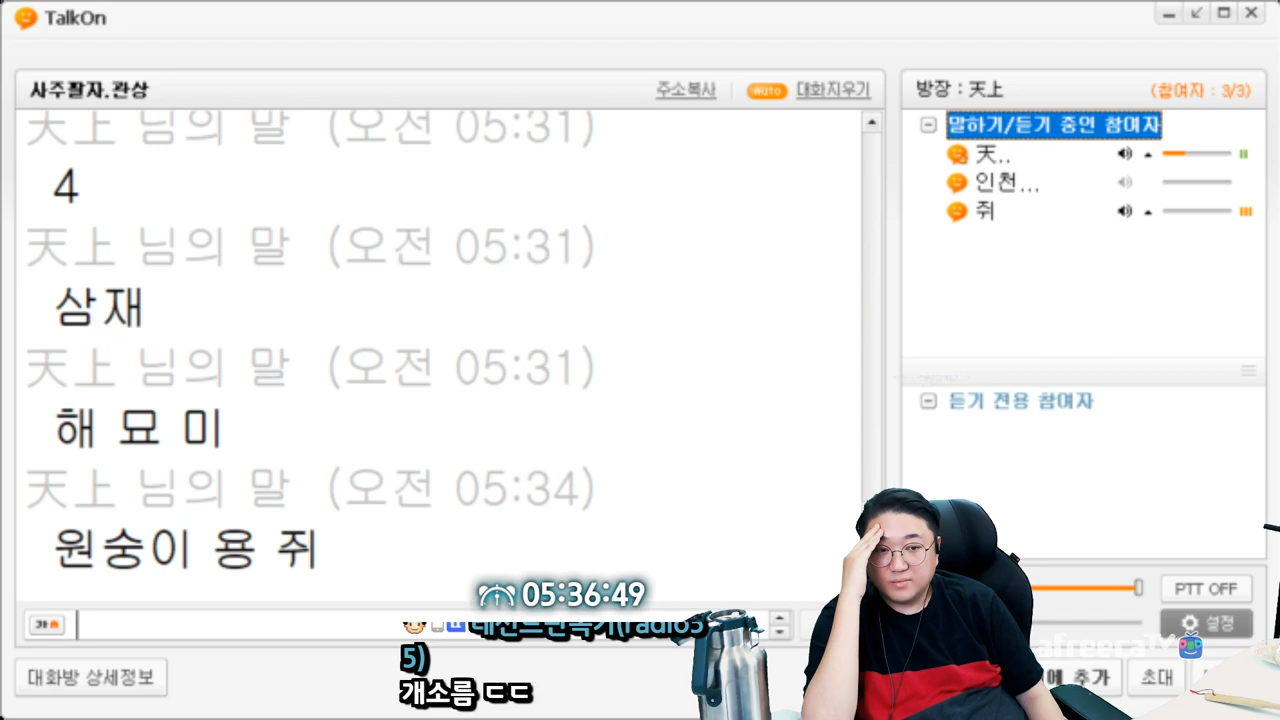 TalkOn
사주팔자.관상
주소복사
AUTO 대화지우기
天上 님의 말 (오전 05:31)
4
天上 님의 말 (오전 05:31)
삼재
天上 님의 말 (오전 05:31)
해 묘 미
天上 님의 말 (오전 05:34)
원숭이 용 쥐
방장 : 天上
(참여자 : 3/3)
말하기/듣기 중인 참여자
天..
인천...
쥐
듣기 전용 참여자
05:36:49
5)
개소름 ㄷㄷ
가
대화방 상세정보
PTT OFF
설정
afreecaTV
에 추가
초대